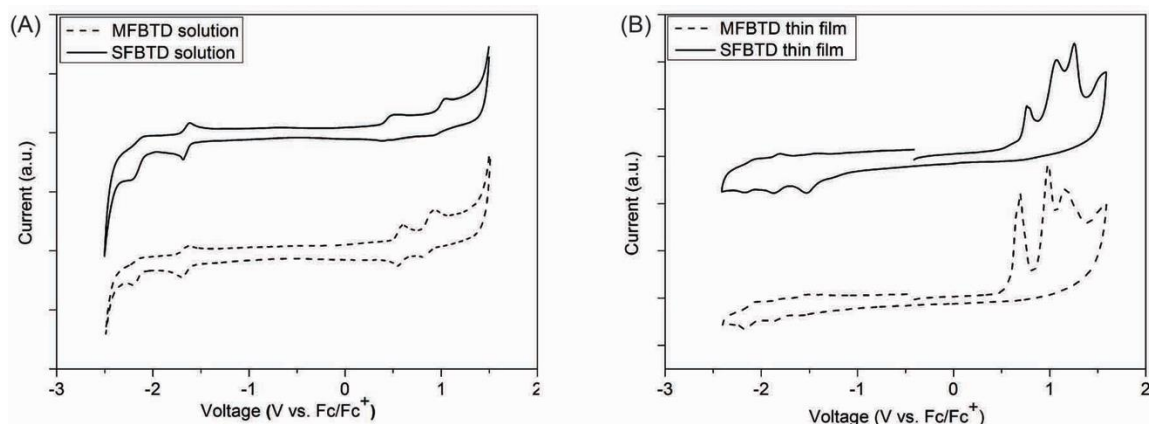 (A)
MFBTD solution
SFBTD solution
Current (a.u.)
-3
-2
-1
0
1
2
Voltage (V vs. Fc/Fc+)
(B)
MFBTD thin film
SFBTD thin film
Current (a.u.)
-3
-2
-1
0
1
2
Voltage (V vs. Fc/Fc+)